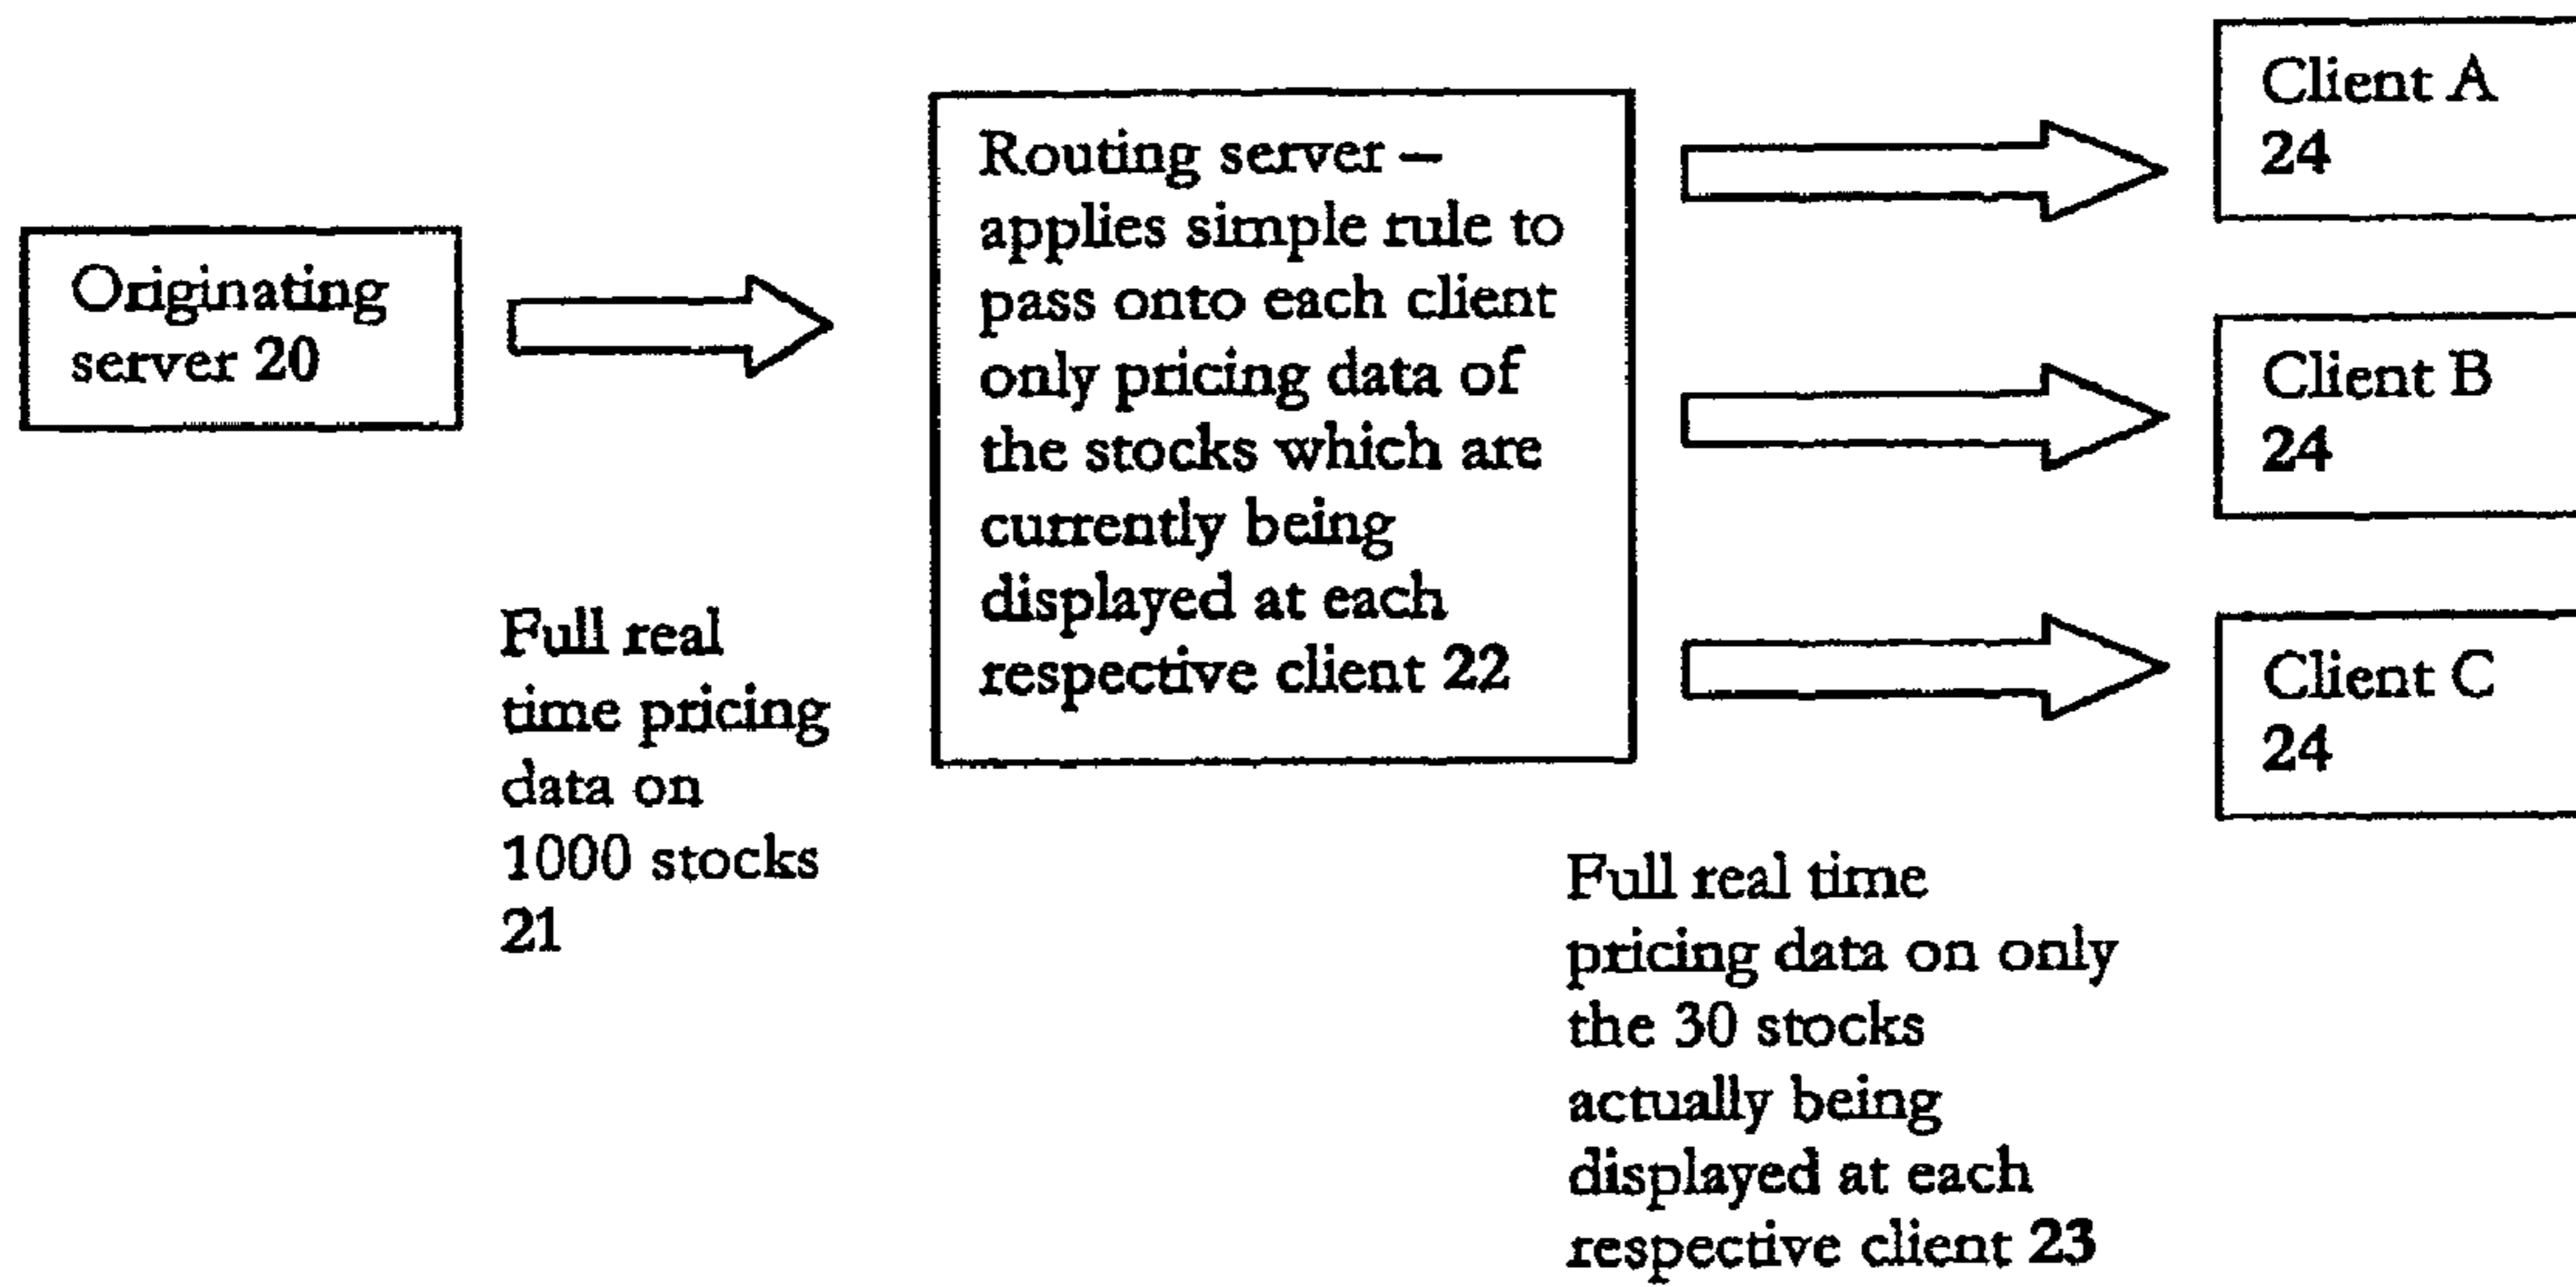 Originating
server 20
Full real
time pricing
data on
1000 stocks
21
Routing server –
applies simple rule to
pass onto each client
only pricing data of
the stocks which are
currently being
displayed at each
respective client 22
Full real time
pricing data on only
the 30 stocks
actually being
displayed at each
respective client 23
Client A
24
Client B
24
Client C
24